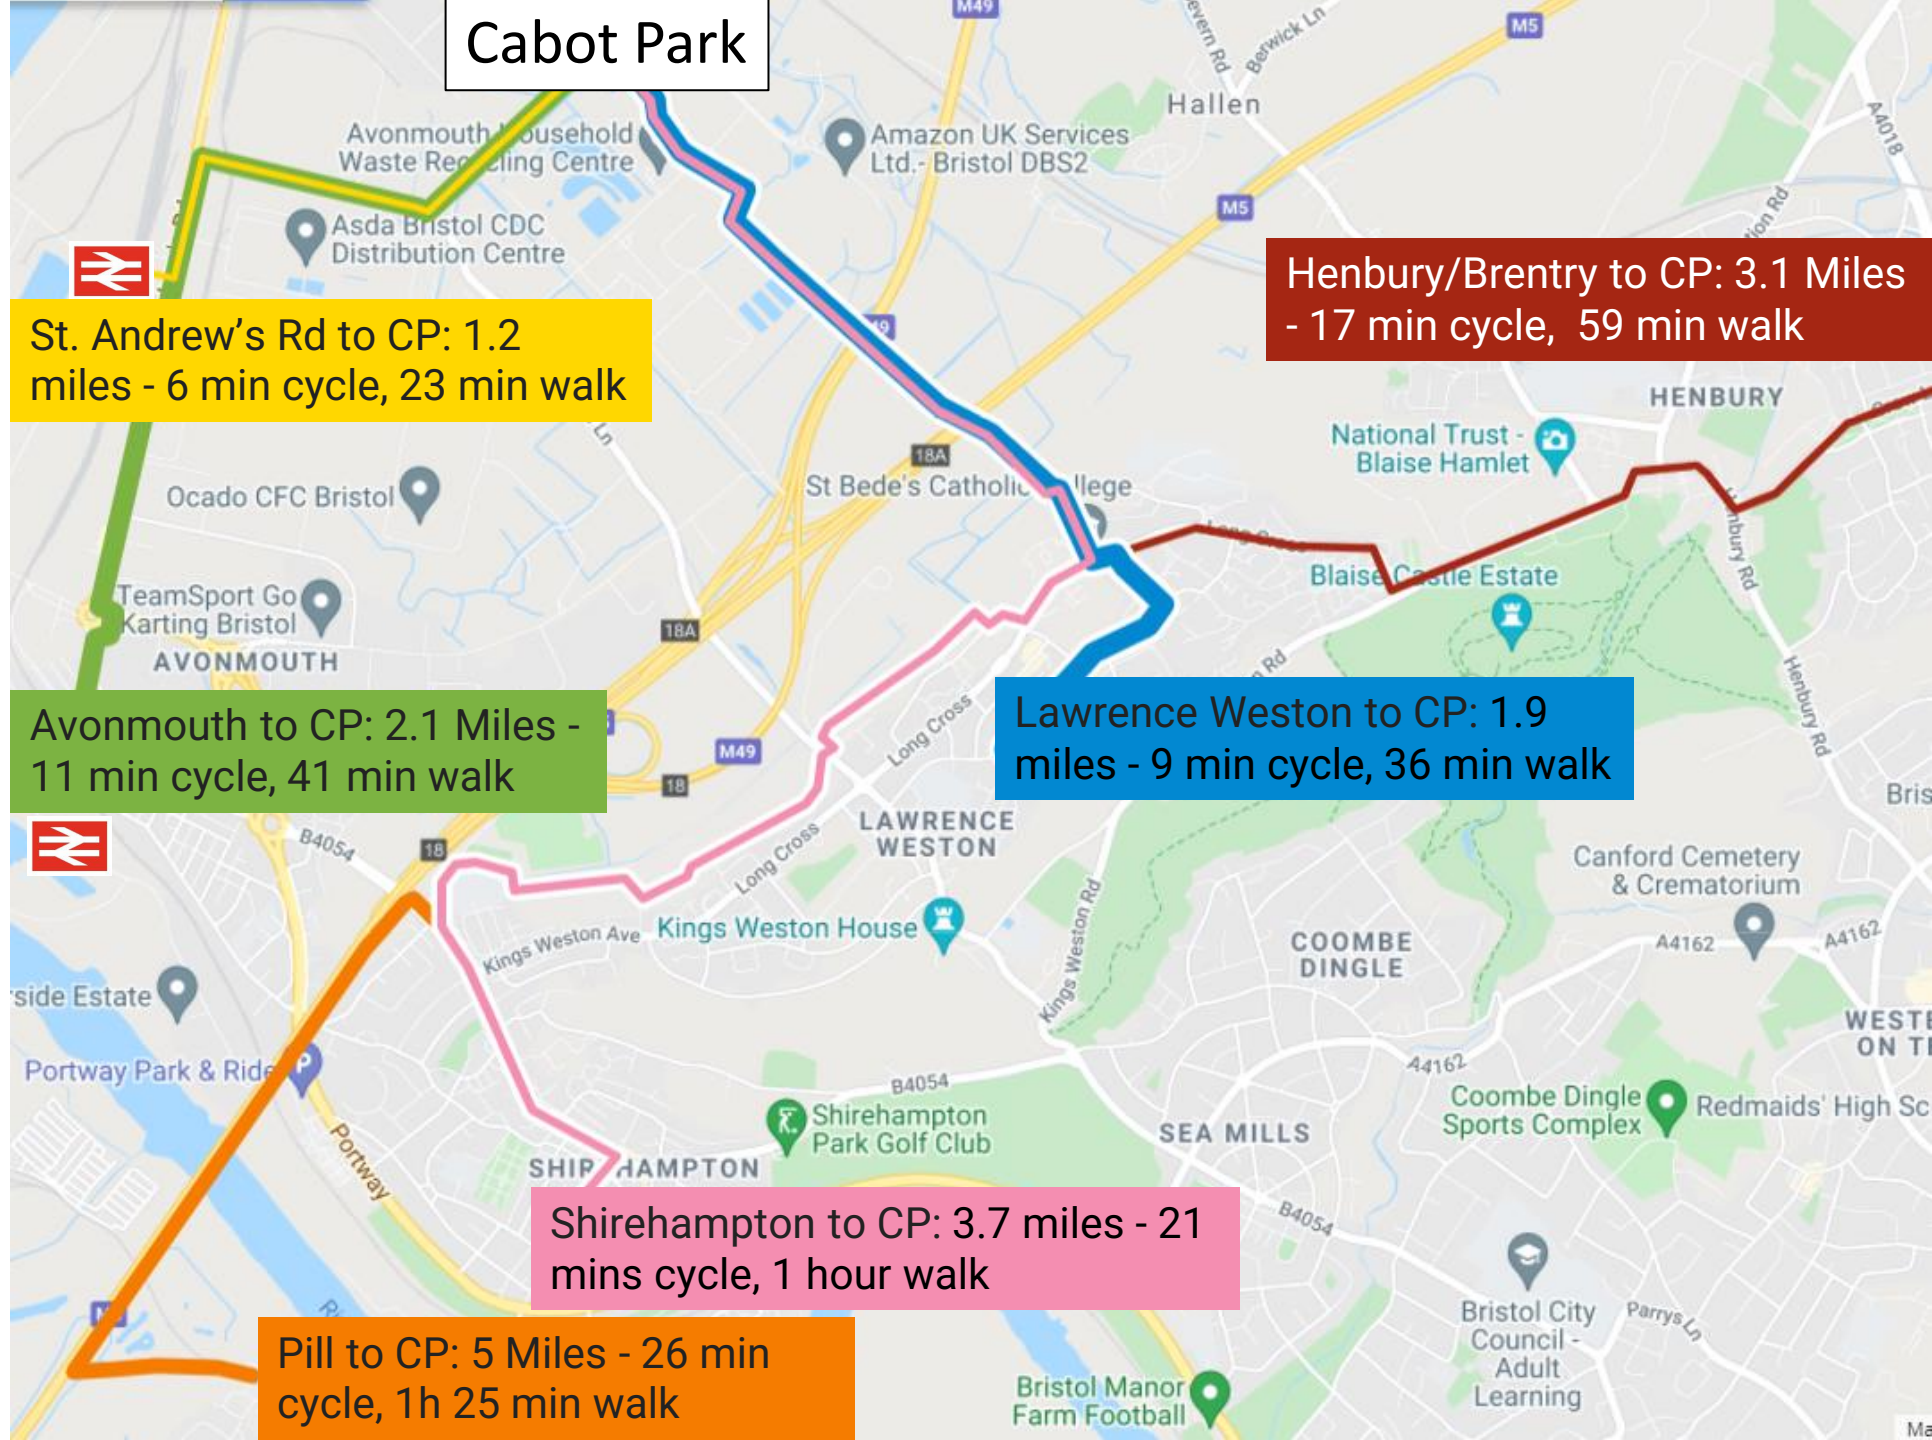 Cabot Park
M49
M5
Berwick Ln
Hallen
A4018
Avonmouth Household
Waste Recycling Centre
Amazon UK Services
Ltd.- Bristol DBS2
M5
Asda Bristol CDC
Distribution Centre
Henbury/Brentry to CP: 3.1 Miles
- 17 min cycle, 59 min walk
St. Andrew's Rd to CP: 1.2
miles - 6 min cycle, 23 min walk
HENBURY
National Trust -
Blaise Hamlet
Ln
18A
St Bede's Catholic
Ocado CFC Bristol
Long Cross
Henbury Rd
Blaise Castle Estate
TeamSport Go
Karting Bristol
18A
AVONMOUTH
Rd
Henbury Rd
Avonmouth to CP: 2.1 Miles -
11 min cycle, 41 min walk
Lawrence Weston to CP: 1.9
miles - 9 min cycle, 36 min walk
Long Cross
M49
18
LAWRENCE
WESTON
B4054
18
Long Cross
Canford Cemetery
& Crematorium
Kings Weston Ave
Kings Weston House
Kings Weston Rd
COOMBE
DINGLE
A4162
A4162
side Estate
Portway Park & Ride
Portway
B4054
A4162
Shirehampton
Park Golf Club
Coombe Dingle
Sports Complex
Redmaids' High Sc
SEA MILLS
SHIREHAMPTON
Shirehampton to CP: 3.7 miles - 21
mins cycle, 1 hour walk
B4054
Bristol City
Council -
Adult
Learning
Parrys Ln
Pill to CP: 5 Miles - 26 min
cycle, 1h 25 min walk
Bristol Manor
Farm Football